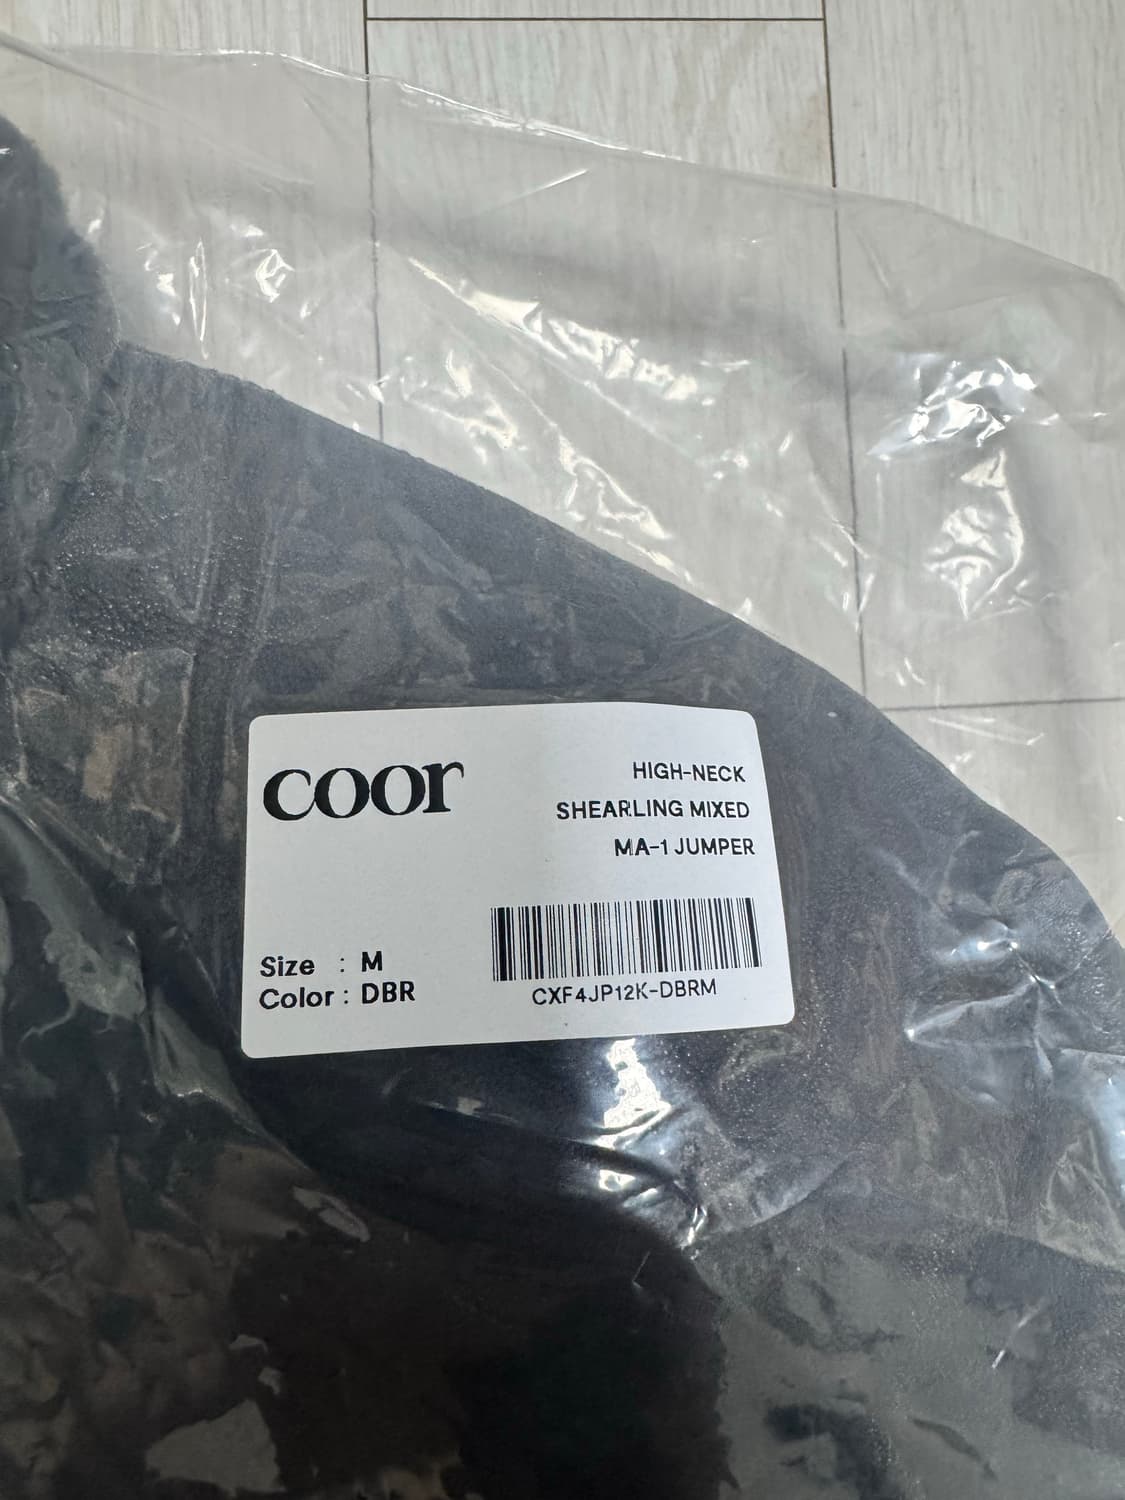 coor
HIGH-NECK
SHEARLING MIXED
MA-1 JUMPER
Size : M
Color : DBR
CXF4JP12K-DBRM